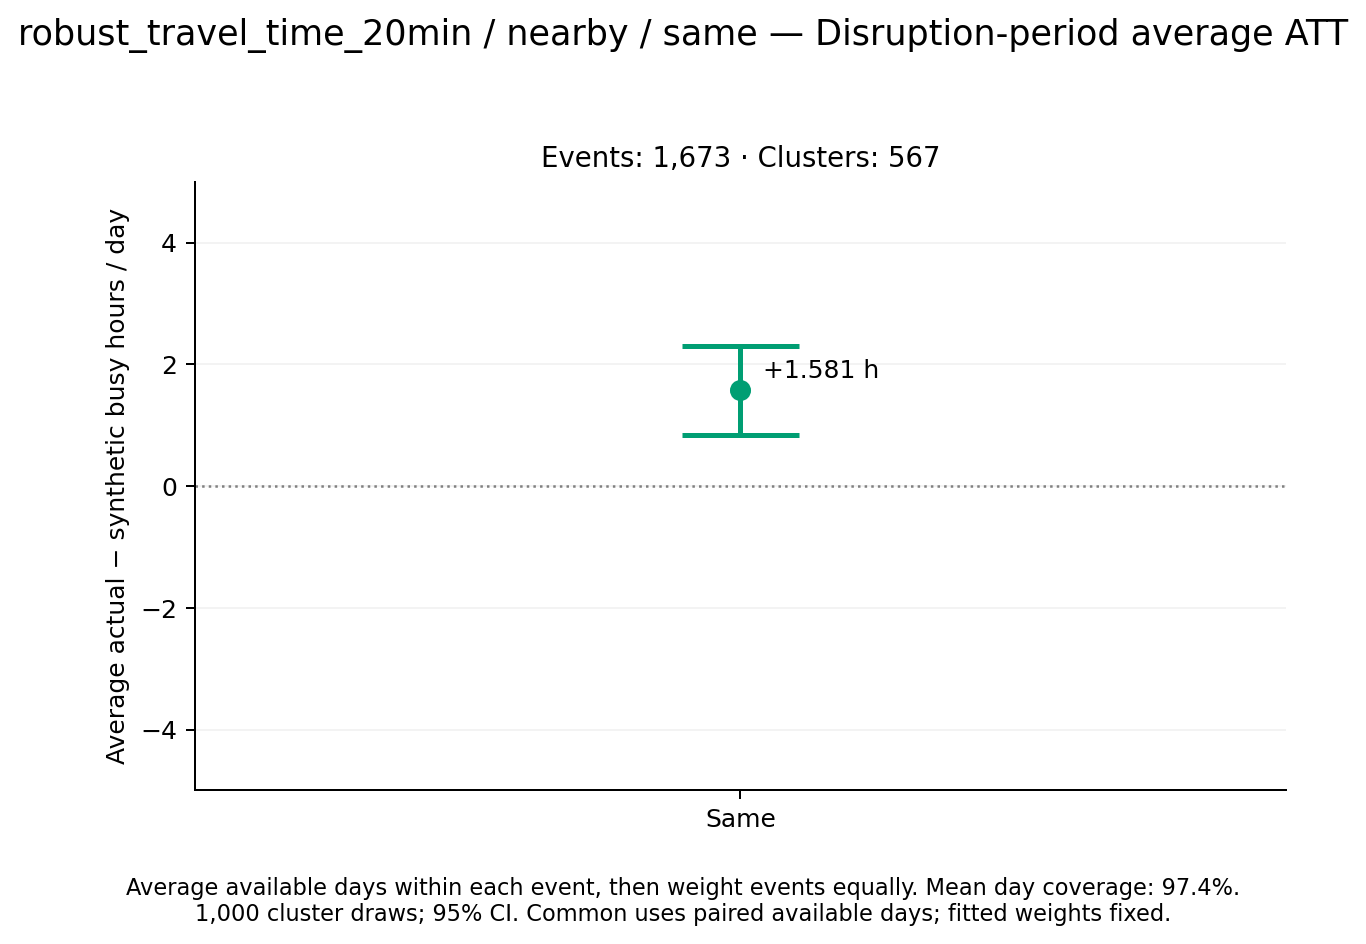 robust_travel_time_20min / nearby / same — Disruption-period average ATT
Events: 1,673 · Clusters: 567
Average actual − synthetic busy hours / day
4
2
0
−2
−4
+1.581 h
Same
Average available days within each event, then weight events equally. Mean day coverage: 97.4%.
1,000 cluster draws; 95% CI. Common uses paired available days; fitted weights fixed.